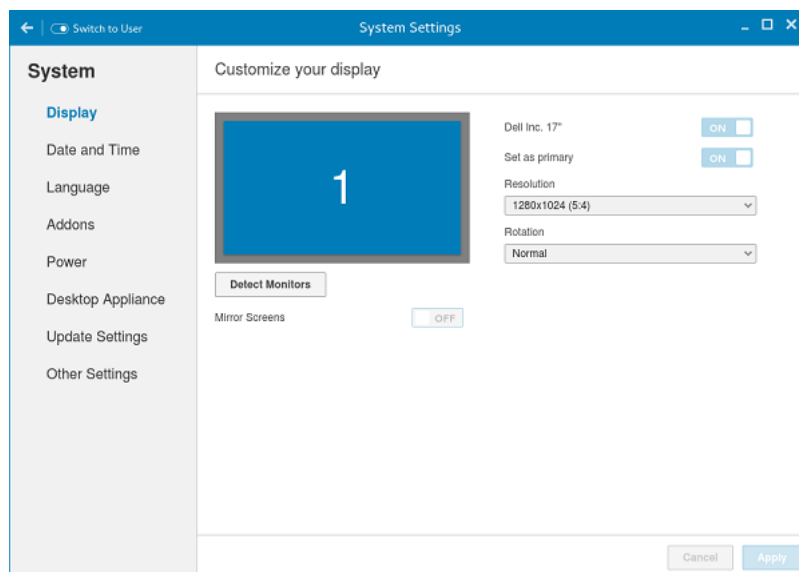 Switch to User
System Settings
System
Display
Date and Time
Language
Addons
Power
Desktop Appliance
Update Settings
Other Settings
Customize your display
1
Detect Monitors
Mirror Screens OFF
Dell Inc. 17" ON
Set as primary ON
Resolution
1280x1024 (5:4)
Rotation
Normal
Cancel Apply